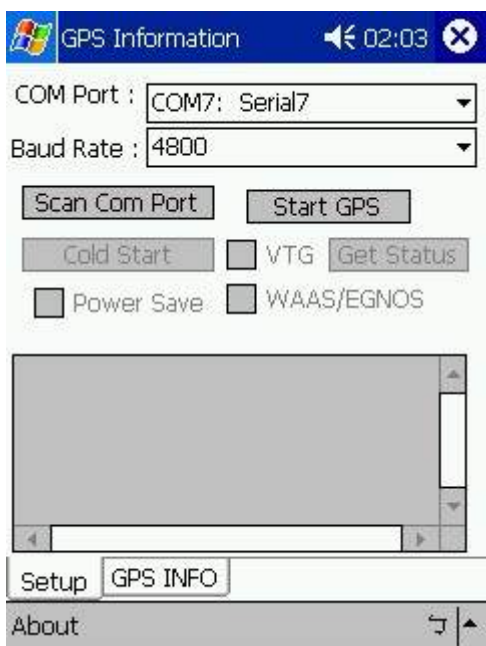 GPS Information 02:03
COM Port : COM7: Serial7
Baud Rate : 4800
Scan Com Port Start GPS
Cold Start VTG Get Status
Power Save WAAS/EGNOS
Setup GPS INFO
About